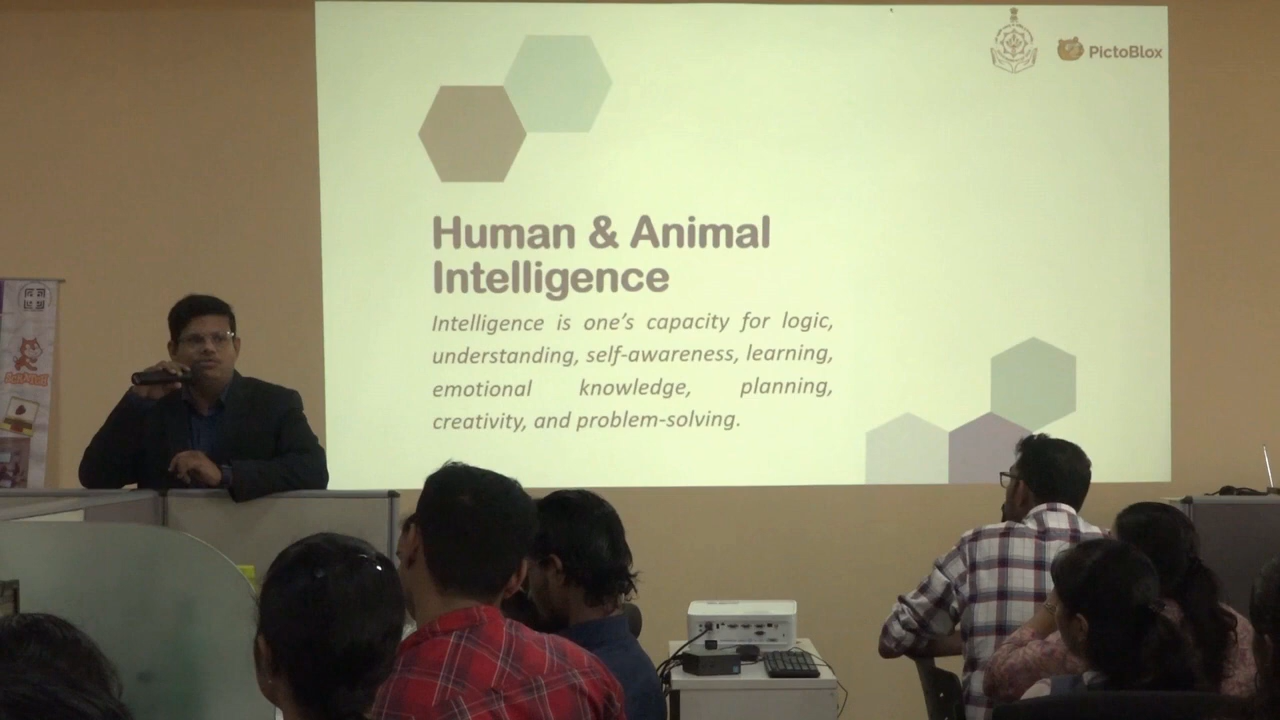 PictoBlox
Human & Animal
Intelligence
Intelligence is one's capacity for logic,
understanding, self-awareness, learning,
emotional knowledge, planning,
creativity, and problem-solving.
SCRATCH